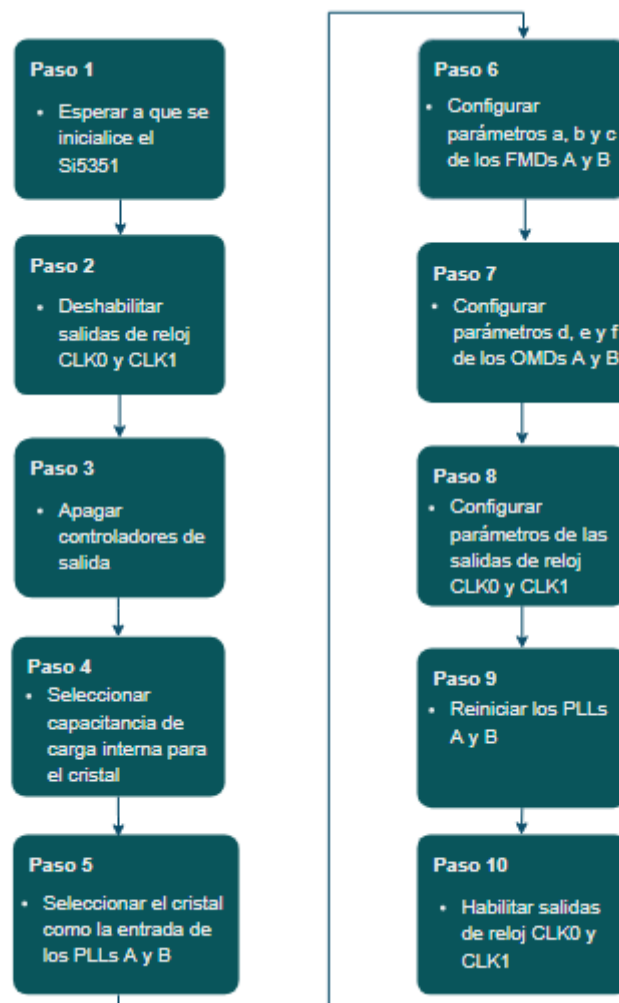 Paso 1
• Esperar a que se
inicialice el
Si5351
Paso 2
• Deshabilitar
salidas de reloj
CLK0 y CLK1
Paso 3
• Apagar
controladores de
salida
Paso 4
• Seleccionar
capacitancia de
carga interna para
el cristal
Paso 5
• Seleccionar el cristal
como la entrada de
los PLLs A y B
Paso 6
• Configurar
parámetros a, b y c
de los FMDs A y B
Paso 7
• Configurar
parámetros d, e y f
de los OMDs A y B
Paso 8
• Configurar
parámetros de las
salidas de reloj
CLK0 y CLK1
Paso 9
• Reiniciar los PLLs
A y B
Paso 10
• Habilitar salidas
de reloj CLK0 y
CLK1